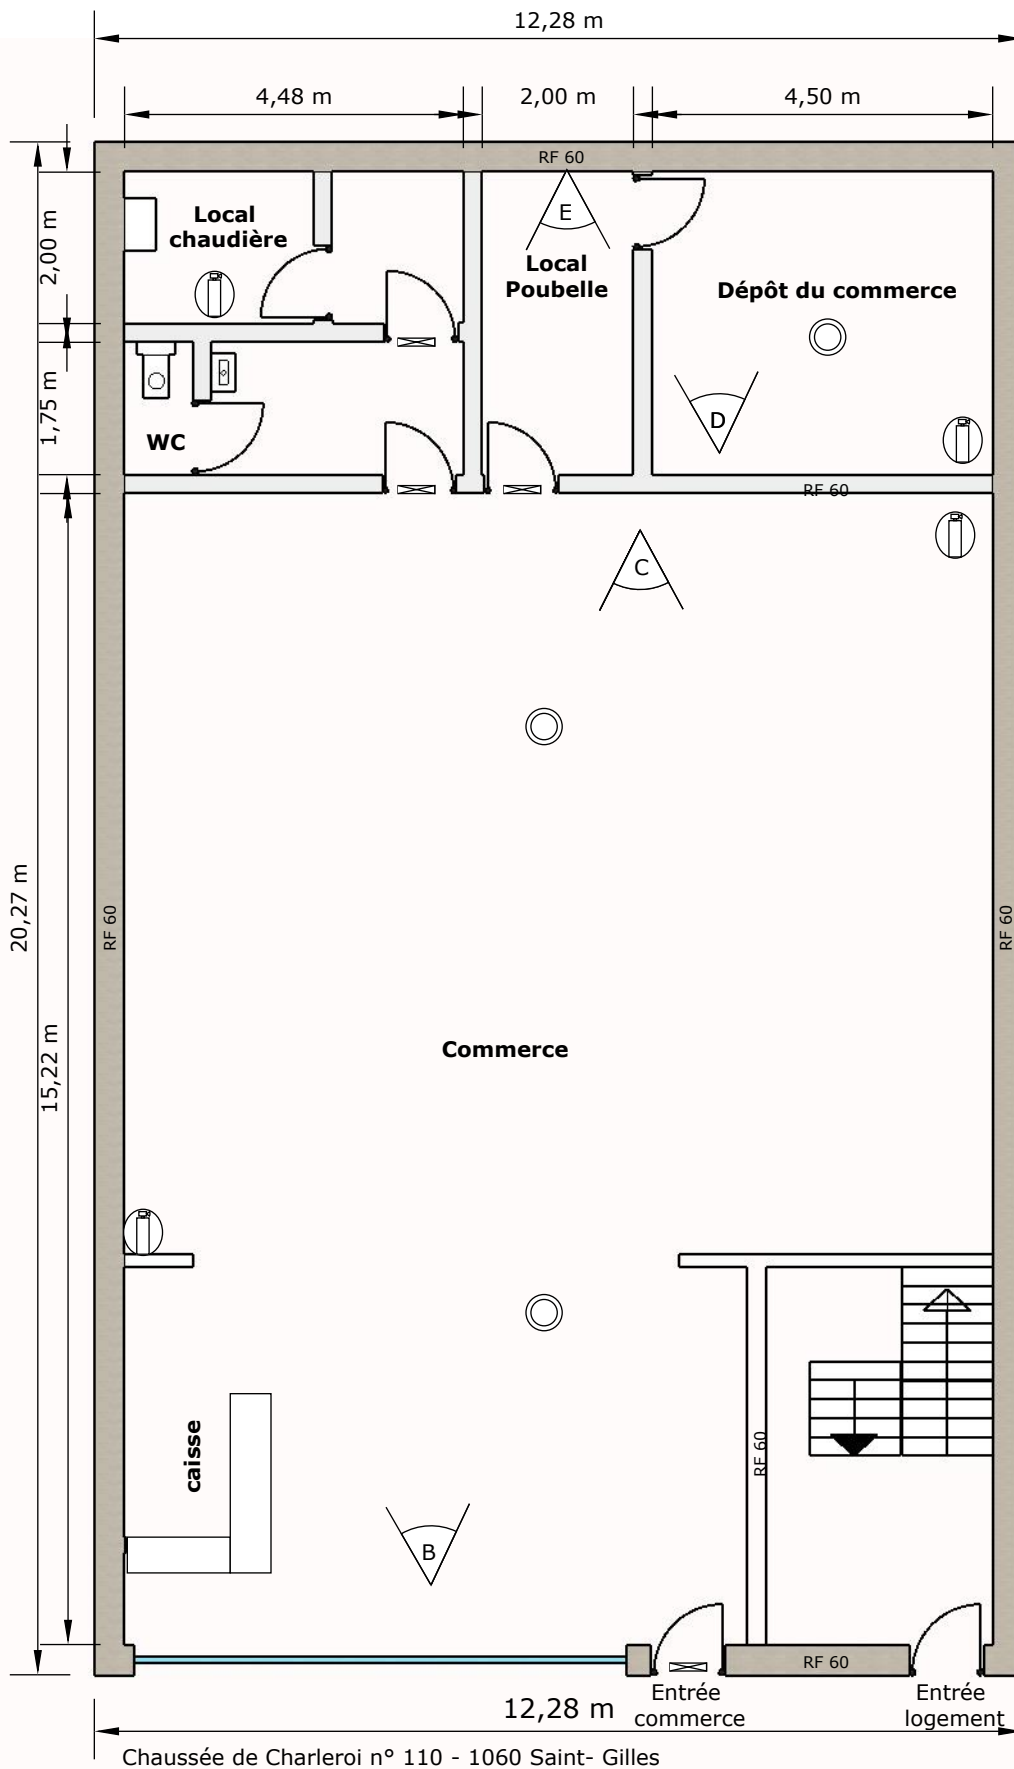 12,28 m
4,48 m
2,00 m
4,50 m
RF 60
E
Local
chaudière
Local
Poubelle
Dépôt du commerce
2,00 m
1,75 m
WC
D
RF 60
C
20,27 m
RF 60
RF 60
15,22 m
Commerce
caisse
RF 60
B
RF 60
Entrée
commerce
Entrée
logement
12,28 m
Chaussée de Charleroi n° 110 - 1060 Saint- Gilles